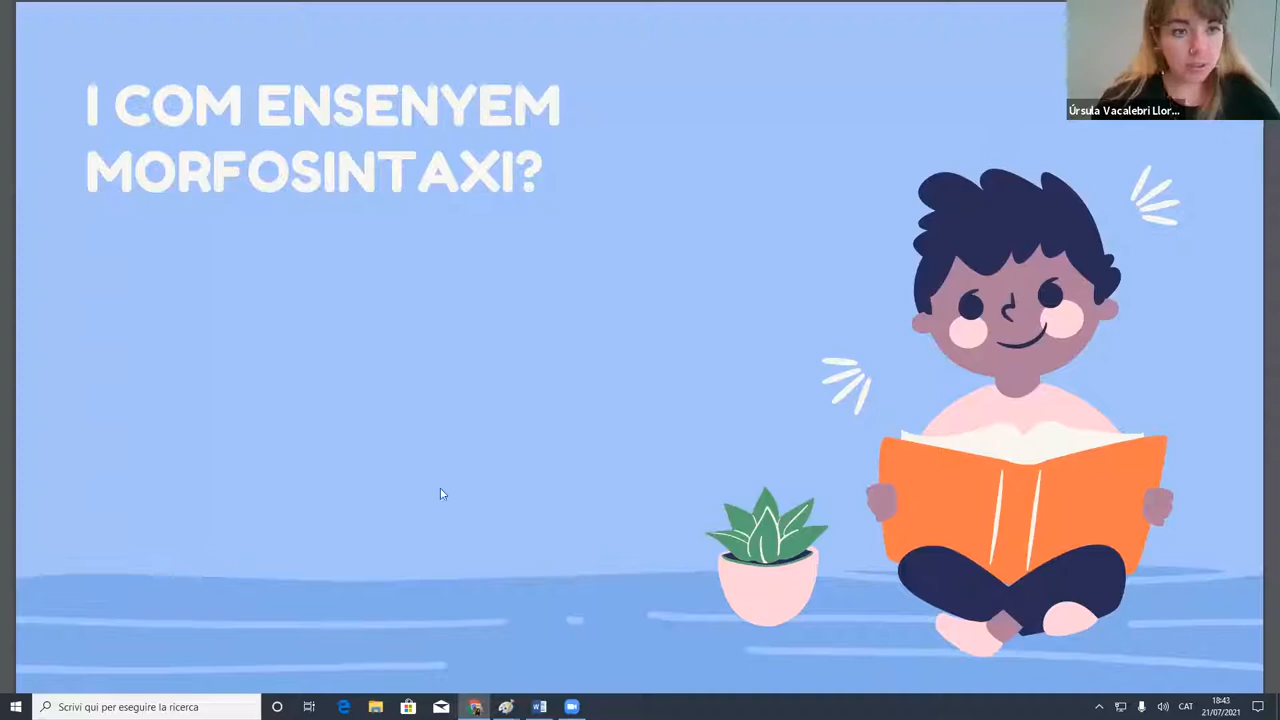 I COM ENSENYEM
MORFOSINTAXI?
Úrsula Vacalebri Llor...
Scrivi qui per eseguire la ricerca
CAT
18:43
21/07/2021